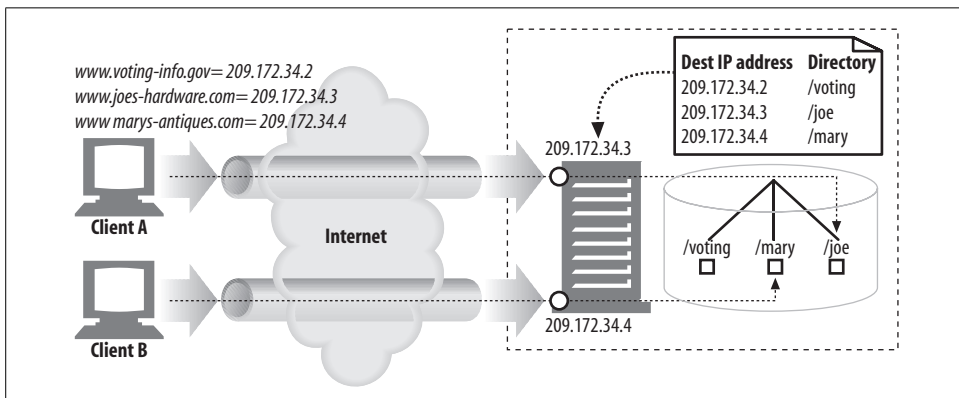 www.voting-info.gov= 209.172.34.2
www.joes-hardware.com= 209.172.34.3
www marys-antiques.com= 209.172.34.4
Client A
Client B
Internet
209.172.34.3
209.172.34.4
Dest IP address Directory
209.172.34.2 /voting
209.172.34.3 /joe
209.172.34.4 /mary
/voting /mary /joe